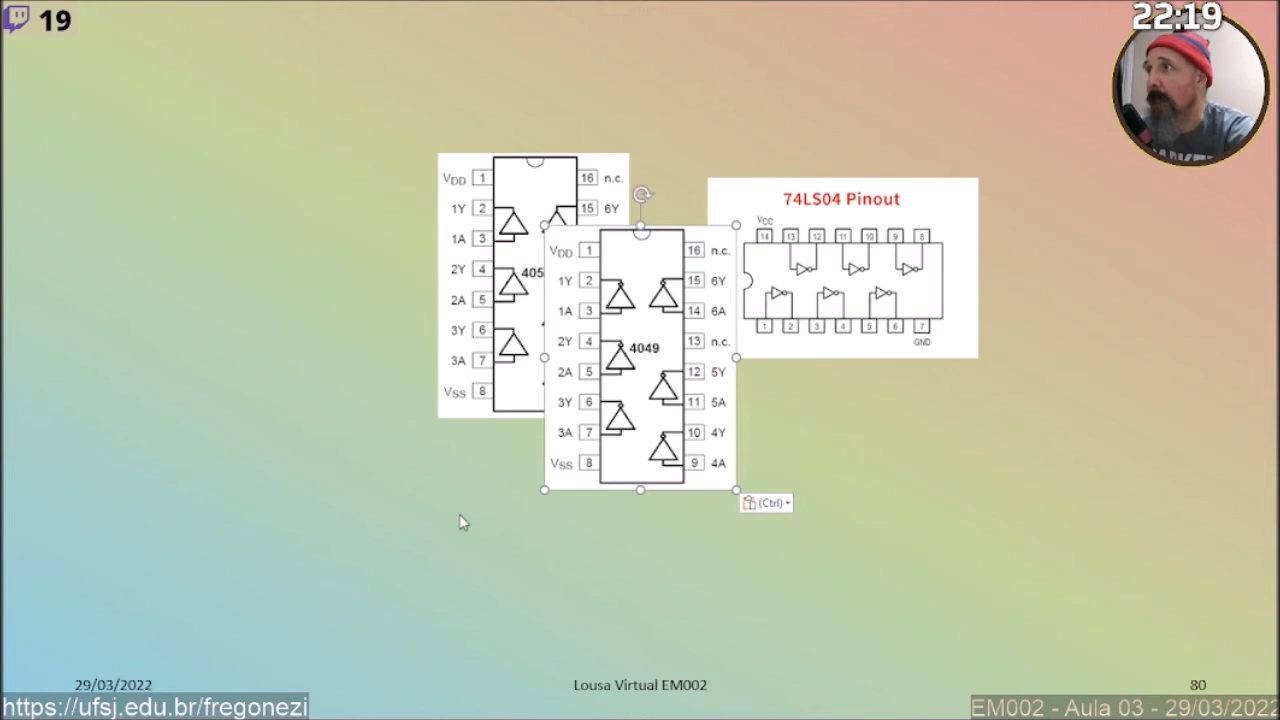 19
22:19
VDD 1 16 n.c.
1Y 2 15 6Y
1A 3
2Y 4
405
2A 5
3Y 6
3A 7
VSS 8
VDD 1 16 n.c.
1Y 2 15 6Y
1A 3 14 6A
2Y 4 13 n.c.
4049
2A 5 12 5Y
3Y 6 11 5A
3A 7 10 4Y
VSS 8 9 4A
74LS04 Pinout
VCC
14 13 12 11 10 9 8
1 2 3 4 5 6 7
GND
(Ctrl)
29/03/2022
Lousa Virtual EM002
80
https://ufsj.edu.br/fregonezi
EM002 - Aula 03 - 29/03/2022